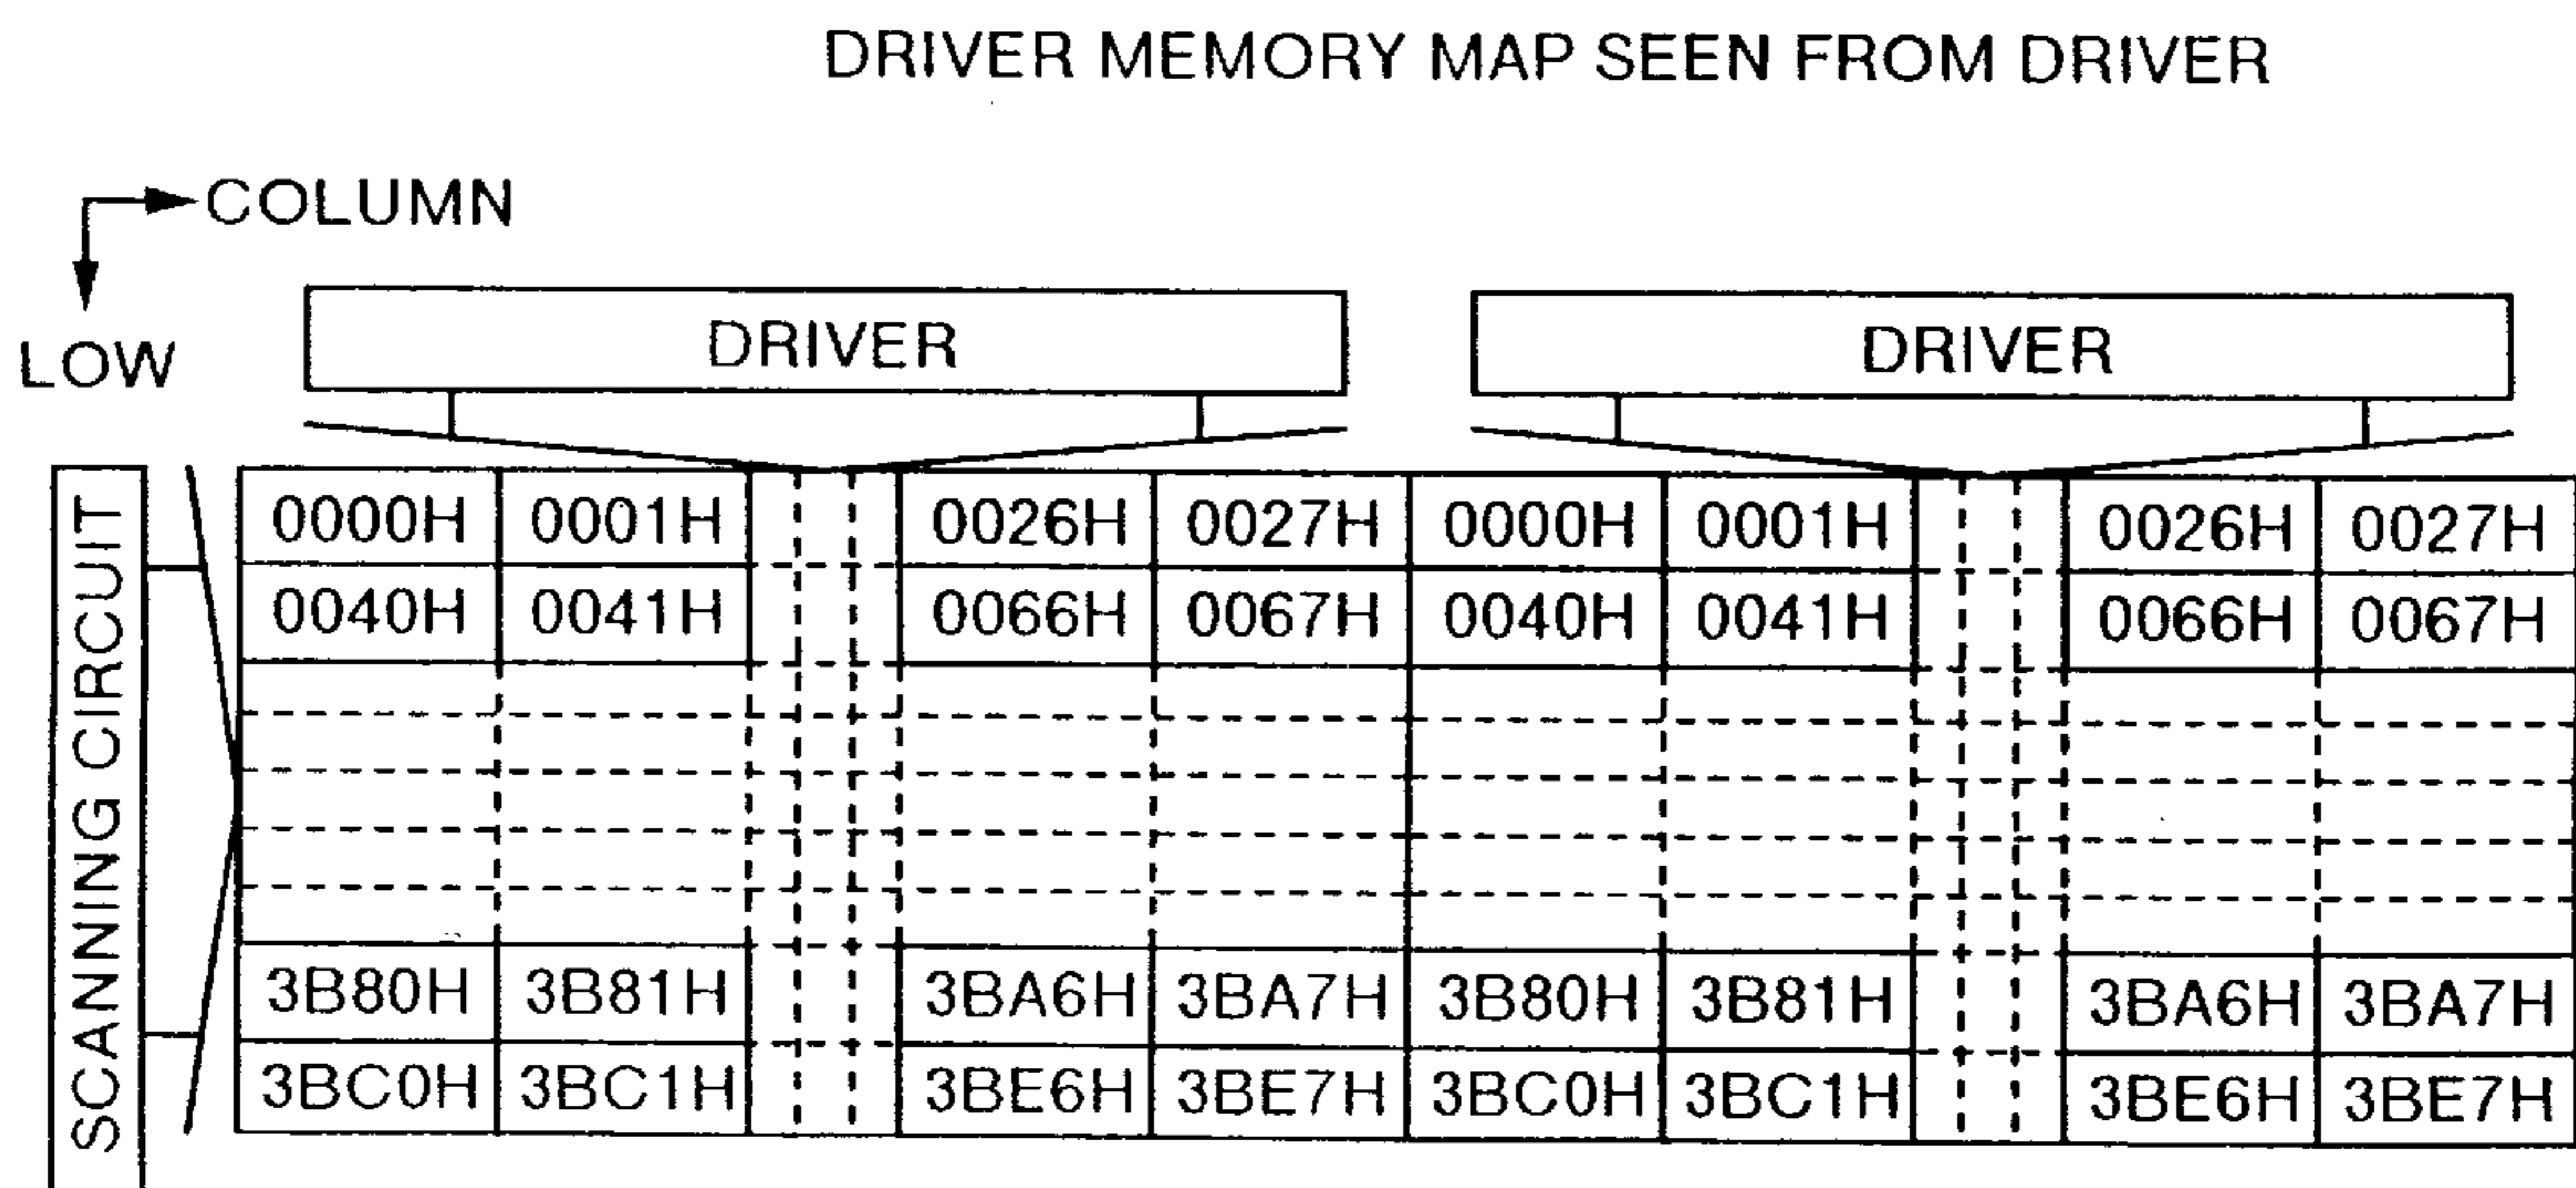 DRIVER MEMORY MAP SEEN FROM DRIVER
COLUMN
LOW
DRIVER DRIVER
SCANNING CIRCUIT
0000H 0001H 0026H 0027H 0000H 0001H 0026H 0027H
0040H 0041H 0066H 0067H 0040H 0041H 0066H 0067H
3B80H 3B81H 3BA6H 3BA7H 3B80H 3B81H 3BA6H 3BA7H
3BC0H 3BC1H 3BE6H 3BE7H 3BC0H 3BC1H 3BE6H 3BE7H